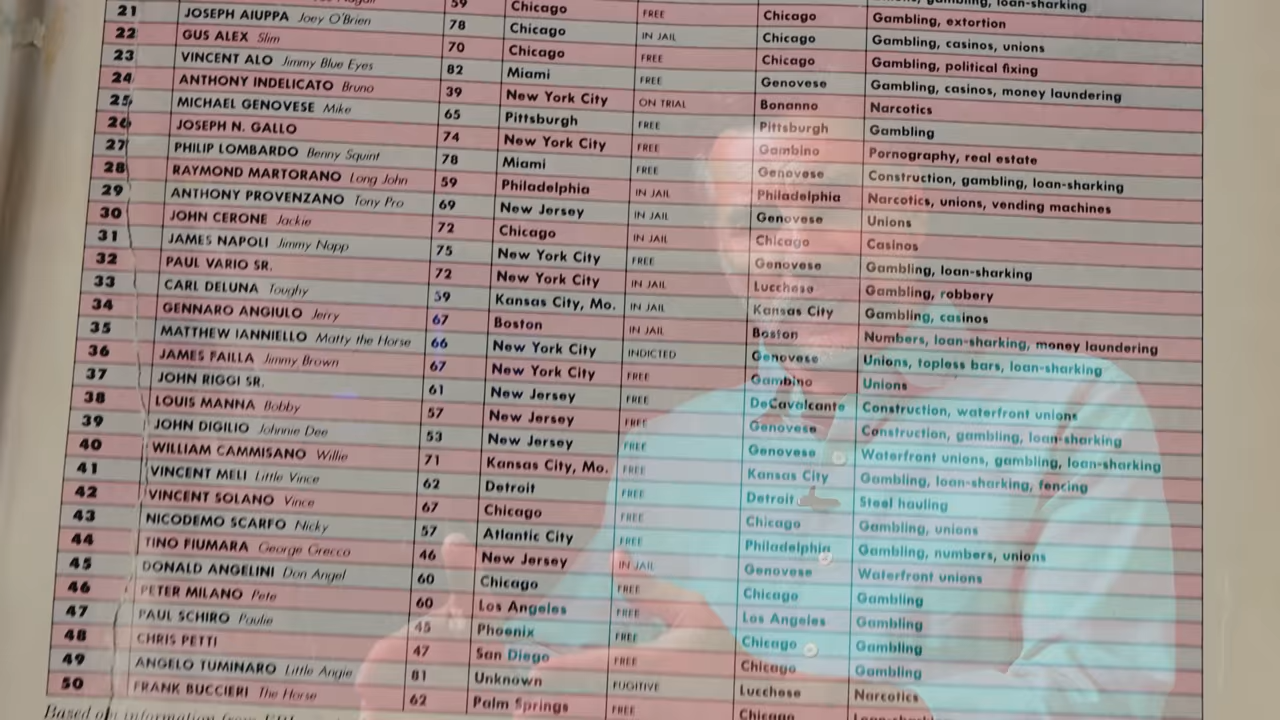 gambling, loan-sharking
59 Chicago FREE Chicago Gambling, extortion
21 JOSEPH AIUPPA Joey O'Brien 78 Chicago IN JAIL Chicago Gambling, casinos, unions
22 GUS ALEX Slim 70 Chicago FREE Chicago Gambling, political fixing
23 VINCENT ALO Jimmy Blue Eyes 82 Miami FREE Genovese Gambling, casinos, money laundering
24 ANTHONY INDELICATO Bruno 39 New York City ON TRIAL Bonanno Narcotics
25 MICHAEL GENOVESE Mike 65 Pittsburgh FREE Pittsburgh Gambling
26 JOSEPH N. GALLO 74 New York City FREE Gambino Pornography, real estate
27 PHILIP LOMBARDO Benny Squint 78 Miami FREE Genovese Construction, gambling, loan-sharking
28 RAYMOND MARTORANO Long John 59 Philadelphia IN JAIL Philadelphia Narcotics, unions, vending machines
29 ANTHONY PROVENZANO Tony Pro 69 New Jersey IN JAIL Genovese Unions
30 JOHN CERONE Jackie 72 Chicago IN JAIL Chicago Casinos
31 JAMES NAPOLI Jimmy Napp 75 New York City FREE Genovese Gambling, loan-sharking
32 PAUL VARIO SR. 72 New York City IN JAIL Lucchese Gambling, robbery
33 CARL DELUNA Toughy 59 Kansas City, Mo. IN JAIL Kansas City Gambling, casinos
34 GENNARO ANGIULO Jerry 67 Boston IN JAIL Boston Numbers, loan-sharking, money laundering
35 MATTHEW IANNIELLO Matty the Horse 66 New York City INDICTED Genovese Unions, topless bars, loan-sharking
36 JAMES FAILLA Jimmy Brown 67 New York City FREE Gambino Unions
37 JOHN RIGGI SR. 61 New Jersey FREE DeCavalcante Construction, waterfront unions
38 LOUIS MANNA Bobby 57 New Jersey FREE Genovese Construction, gambling, loan-sharking
39 JOHN DIGILIO Johnnie Dee 53 New Jersey FREE Genovese Waterfront unions, gambling, loan-sharking
40 WILLIAM CAMMISANO Willie 71 Kansas City, Mo. FREE Kansas City Gambling, loan-sharking, fencing
41 VINCENT MELI Little Vince 62 Detroit FREE Detroit Steel hauling
42 VINCENT SOLANO Vince 67 Chicago FREE Chicago Gambling, unions
43 NICODEMO SCARFO Nicky 57 Atlantic City FREE Philadelphia Gambling, numbers, unions
44 TINO FIUMARA George Grecco 46 New Jersey IN JAIL Genovese Waterfront unions
45 DONALD ANGELINI Don Angel 60 Chicago FREE Chicago Gambling
46 PETER MILANO Pete 60 Los Angeles FREE Los Angeles Gambling
47 PAUL SCHIRO Paulie 45 Phoenix FREE Chicago Gambling
48 CHRIS PETTI 47 San Diego FREE Chicago Gambling
49 ANGELO TUMINARO Little Angie 81 Unknown FUGITIVE Lucchese Narcotics
50 FRANK BUCCIERI The Horse 62 Palm Springs FREE Chicago
Based on information from